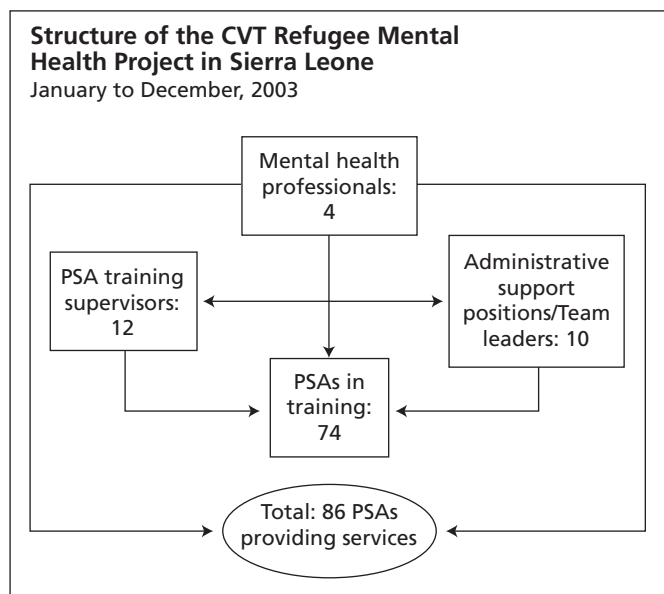 Structure of the CVT Refugee Mental
Health Project in Sierra Leone
January to December, 2003
Mental health
professionals:
4
PSA training
supervisors:
12
Administrative
support
positions/Team
leaders: 10
PSAs in
training:
74
Total: 86 PSAs
providing services